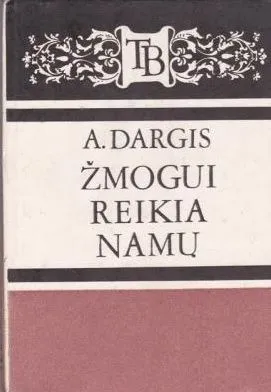 TB
A. DARGIS
ŽMOGUI
REIKIA
NAMŲ